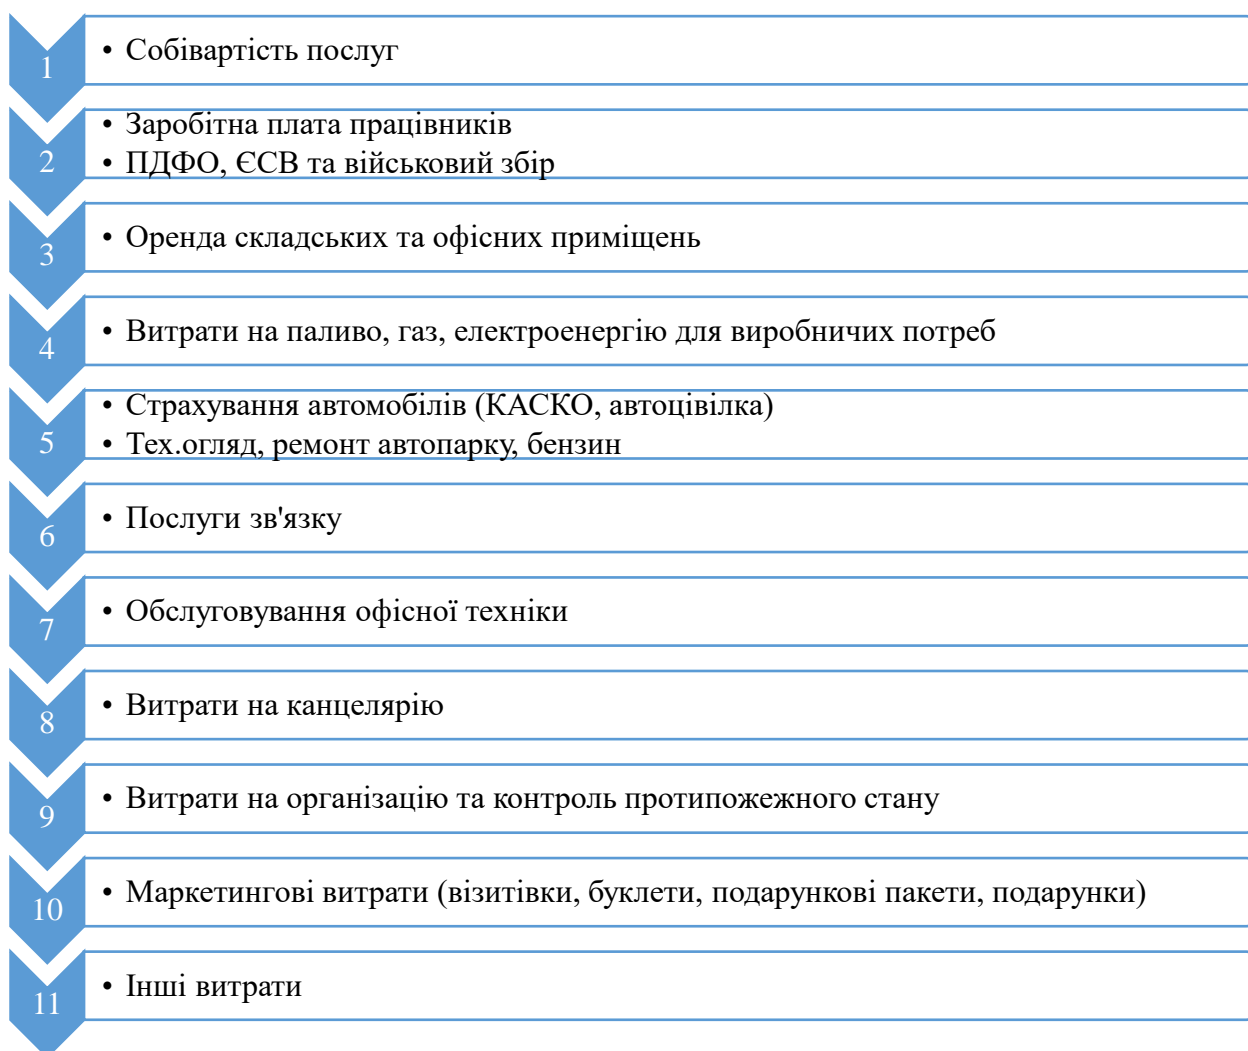 1
• Собівартість послуг
2
• Заробітна плата працівників
• ПДФО, ЄСВ та військовий збір
3
• Оренда складських та офісних приміщень
4
• Витрати на паливо, газ, електроенергію для виробничих потреб
5
• Страхування автомобілів (КАСКО, автоцівілка)
• Тех.огляд, ремонт автопарку, бензин
6
• Послуги зв'язку
7
• Обслуговування офісної техніки
8
• Витрати на канцелярію
9
• Витрати на організацію та контроль протипожежного стану
10
• Маркетингові витрати (візитівки, буклети, подарункові пакети, подарунки)
11
• Інші витрати